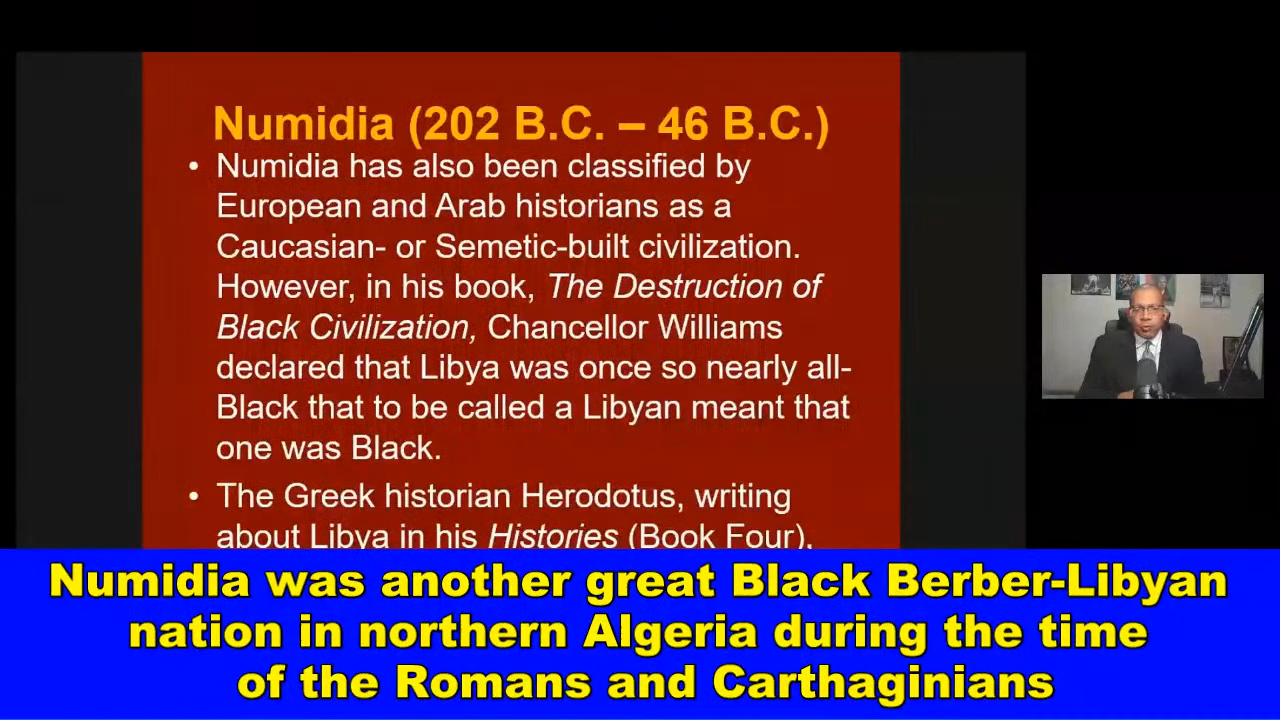 Numidia (202 B.C. – 46 B.C.)
• Numidia has also been classified by
European and Arab historians as a
Caucasian- or Semetic-built civilization.
However, in his book, The Destruction of
Black Civilization, Chancellor Williams
declared that Libya was once so nearly all-
Black that to be called a Libyan meant that
one was Black.
• The Greek historian Herodotus, writing
about Libya in his Histories (Book Four),
Numidia was another great Black Berber-Libyan
nation in northern Algeria during the time
of the Romans and Carthaginians